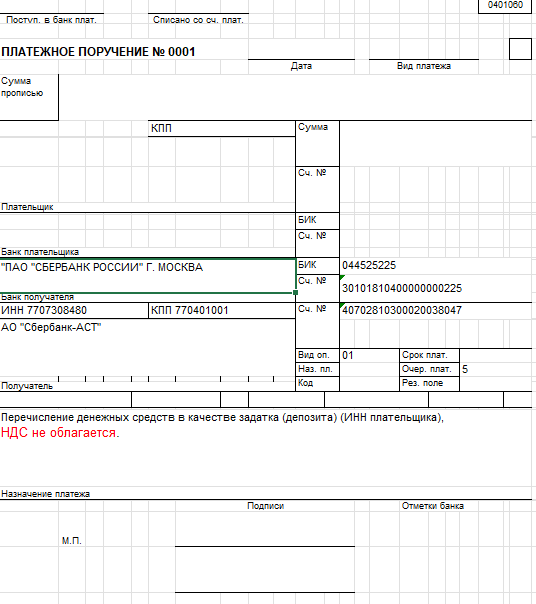 0401060
Поступ. в банк плат.
Списано со сч. плат.
ПЛАТЕЖНОЕ ПОРУЧЕНИЕ № 0001
Дата
Вид платежа
Сумма
прописью
КПП
Сумма
Сч. №
Плательщик
БИК
Сч. №
Банк плательщика
"ПАО "СБЕРБАНК РОССИИ" Г. МОСКВА
БИК
044525225
Сч. №
30101810400000000225
Банк получателя
ИНН 7707308480
КПП 770401001
Сч. №
40702810300020038047
АО "Сбербанк-АСТ"
Вид оп.
01
Срок плат.
Наз. пл.
Очер. плат.
5
Код
Рез. поле
Получатель
Перечисление денежных средств в качестве задатка (депозита) (ИНН плательщика),
НДС не облагается.
Назначение платежа
Подписи
Отметки банка
М.П.